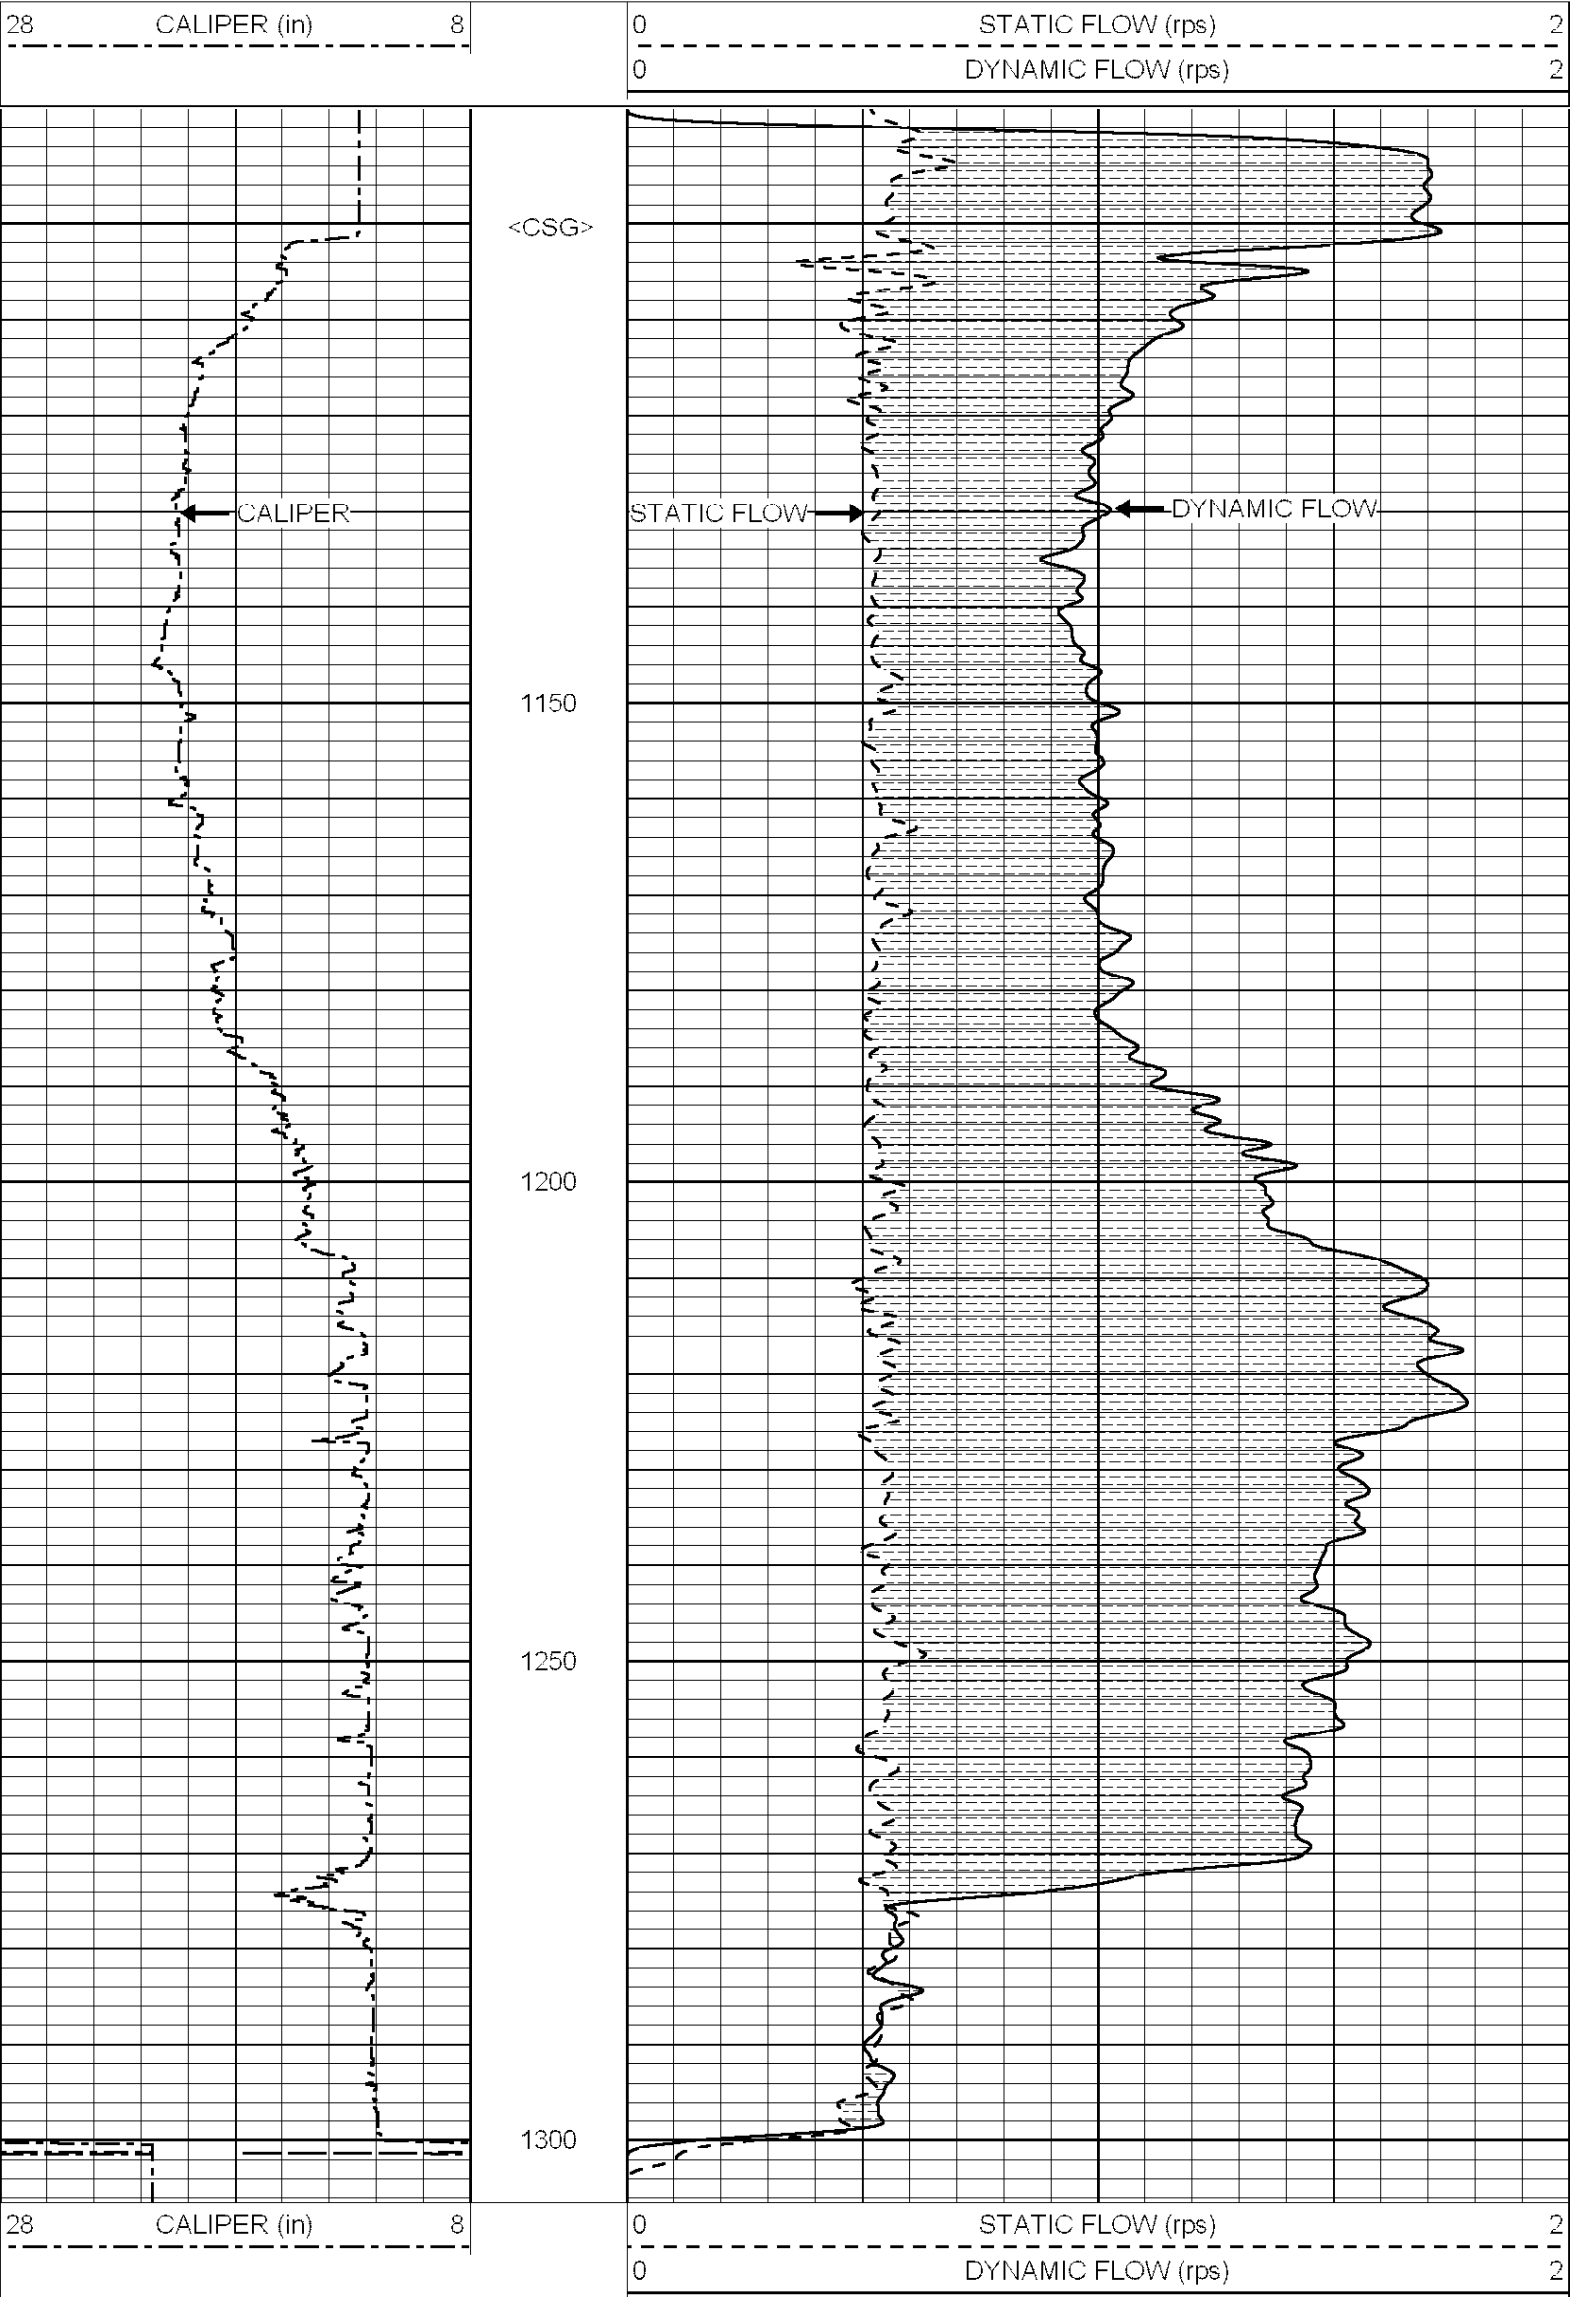 28 CALIPER (in) 8 0 STATIC FLOW (rps) 2
0 DYNAMIC FLOW (rps) 2
<CSG>
CALIPER STATIC FLOW DYNAMIC FLOW
1150
1200
1250
1300
28 CALIPER (in) 8 0 STATIC FLOW (rps) 2
0 DYNAMIC FLOW (rps) 2